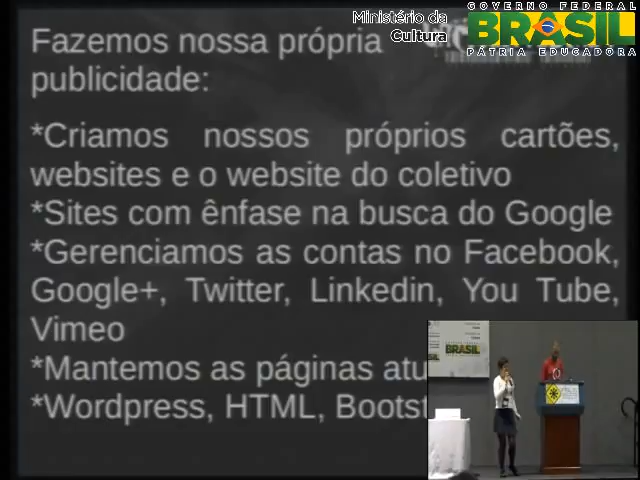 Ministério da
Cultura
GOVERNO FEDERAL
BRASIL
PÁTRIA EDUCADORA
Fazemos nossa própria
publicidade:
*Criamos nossos próprios cartões,
websites e o website do coletivo
*Sites com ênfase na busca do Google
*Gerenciamos as contas no Facebook,
Google+, Twitter, Linkedin, You Tube,
Vimeo
*Mantemos as páginas atu
*Wordpress, HTML, Bootst
BRASIL